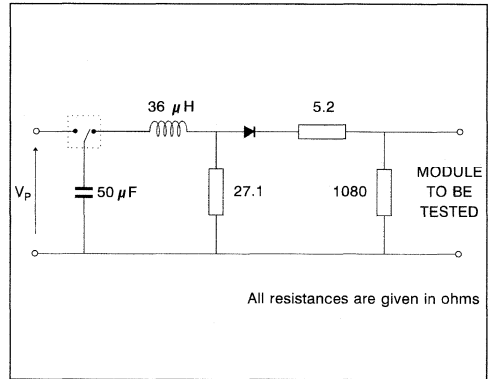 36 μH
5.2
V_P
50 μF
27.1
1080
MODULE
TO BE
TESTED
All resistances are given in ohms